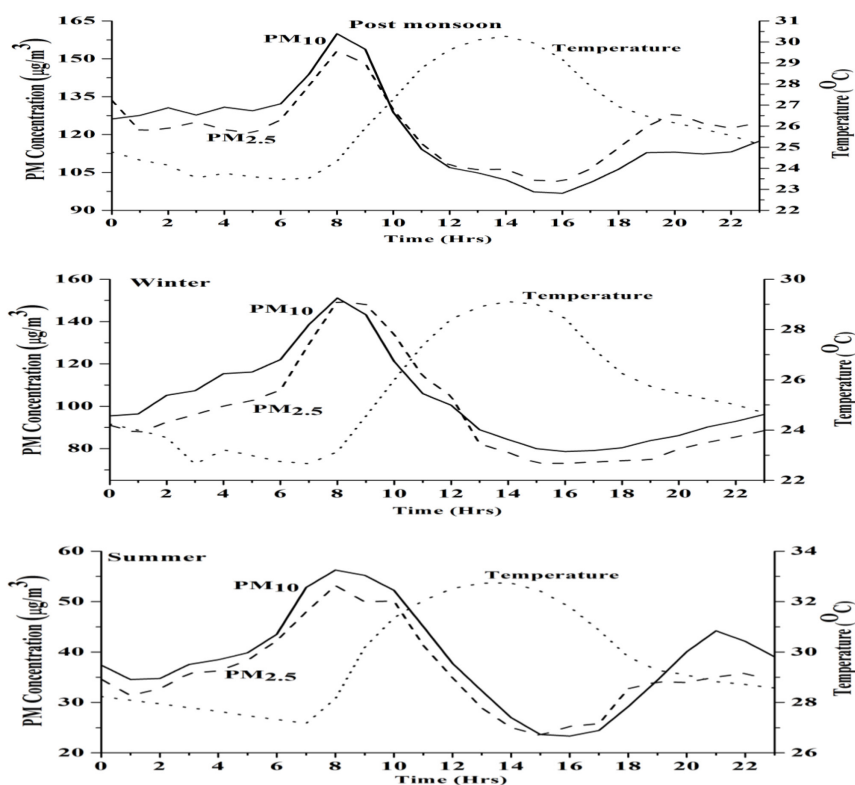 Post monsoon
PM Concentration (μg/m3)
165
150
135
120
105
90
PM10
PM2.5
Temperature
31
30
29
28
27
26
25
24
23
22
Temperature (OC)
0 2 4 6 8 10 12 14 16 18 20 22
Time (Hrs)
Winter
PM Concentration (μg/m3)
160
140
120
100
80
PM10
PM2.5
Temperature
30
28
26
24
22
Temperature (OC)
0 2 4 6 8 10 12 14 16 18 20 22
Time (Hrs)
Summer
PM Concentration (μg/m3)
60
50
40
30
20
PM10
PM2.5
Temperature
34
32
30
28
26
Temperature (OC)
0 2 4 6 8 10 12 14 16 18 20 22
Time (Hrs)